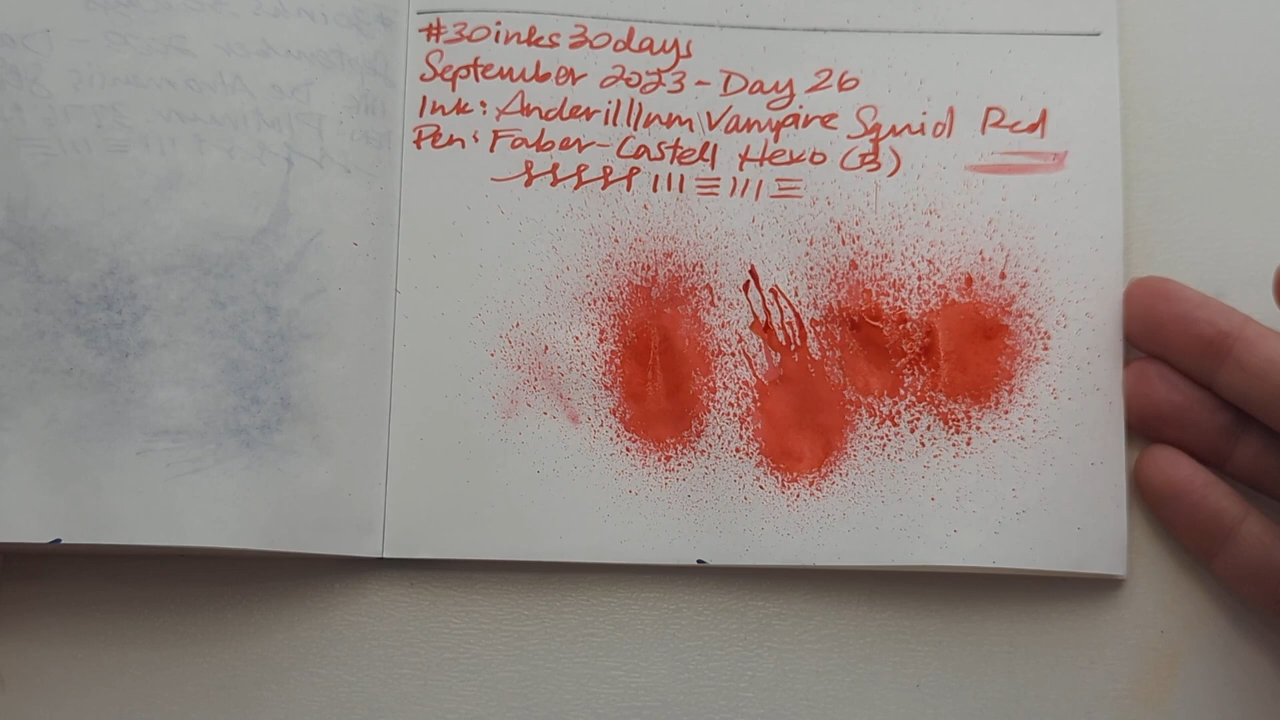 #30inks30days
September 2023 - Day 26
Ink: Anderillium Vampire Squid Red
Pen: Faber-Castell Hexo (B)